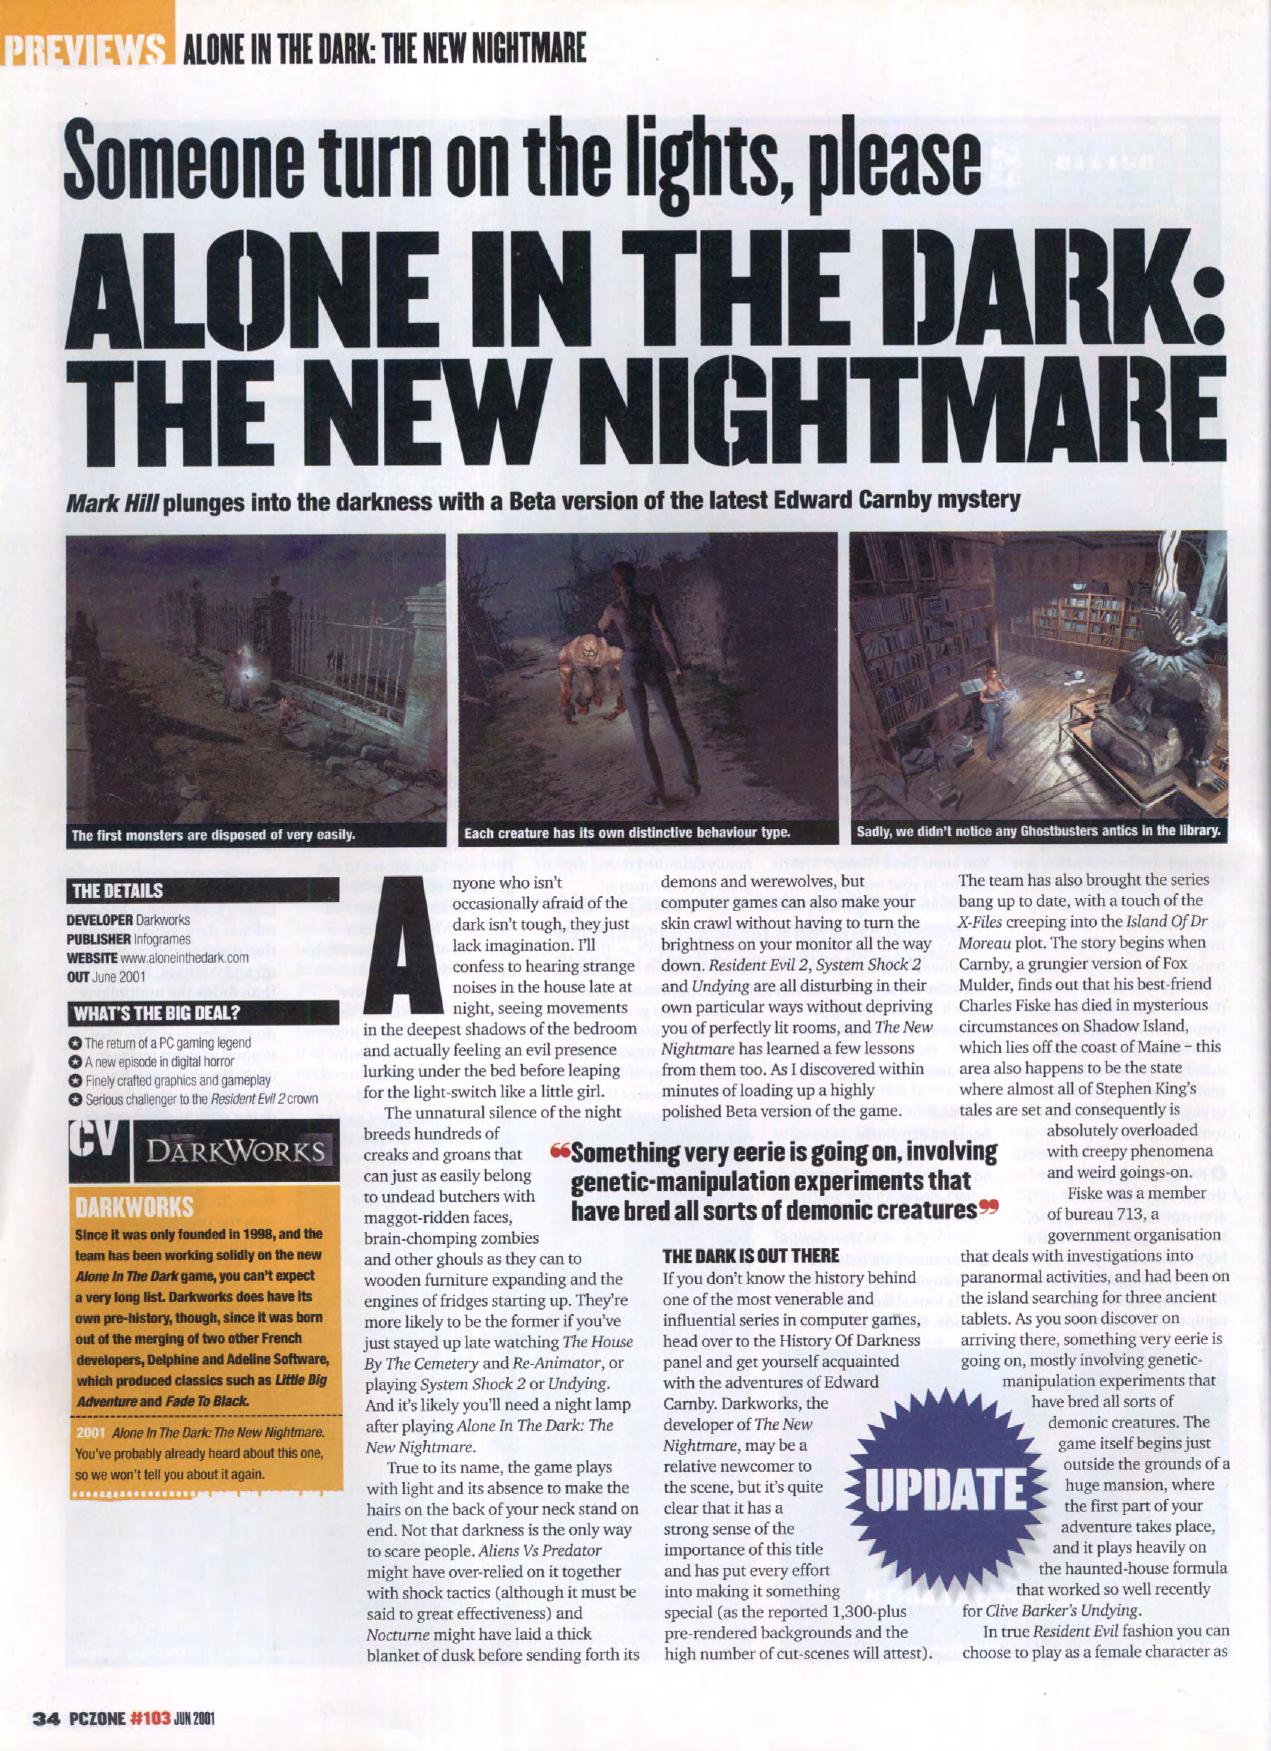 PREVIEWS ALONE IN THE DARK: THE NEW NIGHTMARE
Someone turn on the lights, please
ALONE IN THE DARK:
THE NEW NIGHTMARE
Mark Hill plunges into the darkness with a Beta version of the latest Edward Carnby mystery
The first monsters are disposed of very easily.
Each creature has its own distinctive behaviour type.
Sadly, we didn't notice any Ghostbusters antics in the library.
THE DETAILS
DEVELOPER Darkworks
PUBLISHER Infogrames
WEBSITE www.aloneinthedark.com
OUT June 2001
WHAT'S THE BIG DEAL?
The return of a PC gaming legend
A new episode in digital horror
Finely crafted graphics and gameplay
Serious challenger to the Resident Evil 2 crown
CV DARKWORKS
DARKWORKS
Since it was only founded in 1998, and the
team has been working solidly on the new
Alone In The Dark game, you can't expect
a very long list. Darkworks does have its
own pre-history, though, since it was born
out of the merging of two other French
developers, Delphine and Adeline Software,
which produced classics such as Little Big
Adventure and Fade To Black.
2001 Alone In The Dark: The New Nightmare.
You've probably already heard about this one,
so we won't tell you about it again.
Anyone who isn't
occasionally afraid of the
dark isn't tough, they just
lack imagination. I'll
confess to hearing strange
noises in the house late at
night, seeing movements
in the deepest shadows of the bedroom
and actually feeling an evil presence
lurking under the bed before leaping
for the light-switch like a little girl.
The unnatural silence of the night
breeds hundreds of
creaks and groans that
can just as easily belong
to undead butchers with
maggot-ridden faces,
brain-chomping zombies
and other ghouls as they can to
wooden furniture expanding and the
engines of fridges starting up. They're
more likely to be the former if you've
just stayed up late watching The House
By The Cemetery and Re-Animator, or
playing System Shock 2 or Undying.
And it's likely you'll need a night lamp
after playing Alone In The Dark: The
New Nightmare.
True to its name, the game plays
with light and its absence to make the
hairs on the back of your neck stand on
end. Not that darkness is the only way
to scare people. Aliens Vs Predator
might have over-relied on it together
with shock tactics (although it must be
said to great effectiveness) and
Nocturne might have laid a thick
blanket of dusk before sending forth its
demons and werewolves, but
computer games can also make your
skin crawl without having to turn the
brightness on your monitor all the way
down. Resident Evil 2, System Shock 2
and Undying are all disturbing in their
own particular ways without depriving
you of perfectly lit rooms, and The New
Nightmare has learned a few lessons
from them too. As I discovered within
minutes of loading up a highly
polished Beta version of the game.
“Something very eerie is going on, involving
genetic-manipulation experiments that
have bred all sorts of demonic creatures”
THE DARK IS OUT THERE
If you don't know the history behind
one of the most venerable and
influential series in computer games,
head over to the History Of Darkness
panel and get yourself acquainted
with the adventures of Edward
Carnby. Darkworks, the
developer of The New
Nightmare, may be a
relative newcomer to
the scene, but it's quite
clear that it has a
strong sense of the
importance of this title
and has put every effort
into making it something
special (as the reported 1,300-plus
pre-rendered backgrounds and the
high number of cut-scenes will attest).
The team has also brought the series
bang up to date, with a touch of the
X-Files creeping into the Island Of Dr
Moreau plot. The story begins when
Carnby, a grungier version of Fox
Mulder, finds out that his best-friend
Charles Fiske has died in mysterious
circumstances on Shadow Island,
which lies off the coast of Maine – this
area also happens to be the state
where almost all of Stephen King's
tales are set and consequently is
absolutely overloaded
with creepy phenomena
and weird goings-on.
Fiske was a member
of bureau 713, a
government organisation
that deals with investigations into
paranormal activities, and had been on
the island searching for three ancient
tablets. As you soon discover on
arriving there, something very eerie is
going on, mostly involving genetic-
manipulation experiments that
have bred all sorts of
demonic creatures. The
game itself begins just
outside the grounds of a
huge mansion, where
the first part of your
adventure takes place,
and it plays heavily on
the haunted-house formula
that worked so well recently
for Clive Barker's Undying.
In true Resident Evil fashion you can
choose to play as a female character as
UPDATE
34 PCZONE #103 JUN 2001